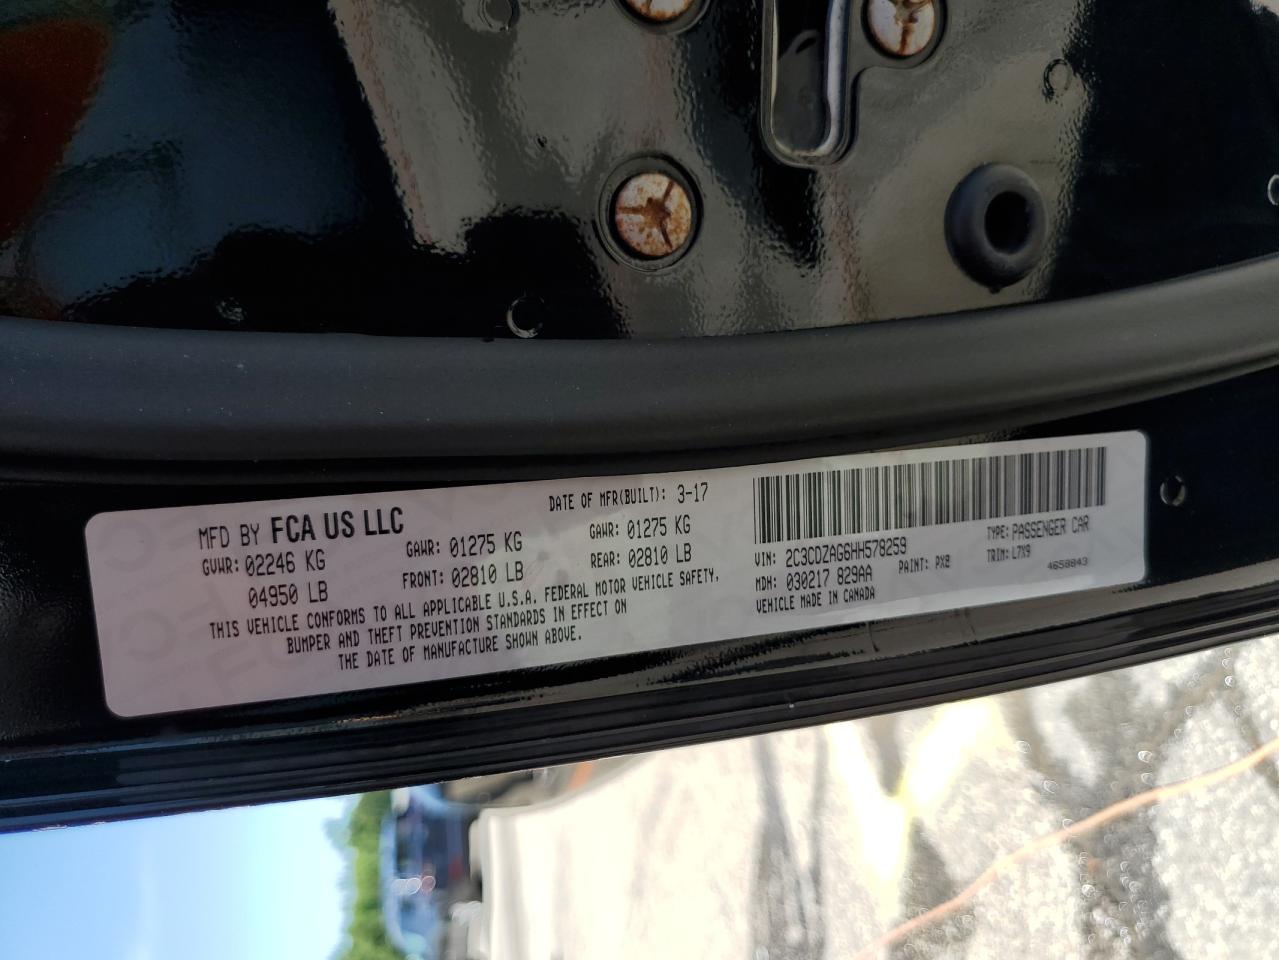 MFD BY FCA US LLC
DATE OF MFR(BUILT): 3-17
GVWR: 02246 KG
04950 LB
GAWR: 01275 KG
FRONT: 02810 LB
GAWR: 01275 KG
REAR: 02810 LB
THIS VEHICLE CONFORMS TO ALL APPLICABLE U.S.A. FEDERAL MOTOR VEHICLE SAFETY,
BUMPER AND THEFT PREVENTION STANDARDS IN EFFECT ON
THE DATE OF MANUFACTURE SHOWN ABOVE.
VIN: 2C3CDZAG6HH578259
TYPE: PASSENGER CAR
MDH: 030217 829AA
PAINT: PX8
TRIM: L7X9
VEHICLE MADE IN CANADA
4658843